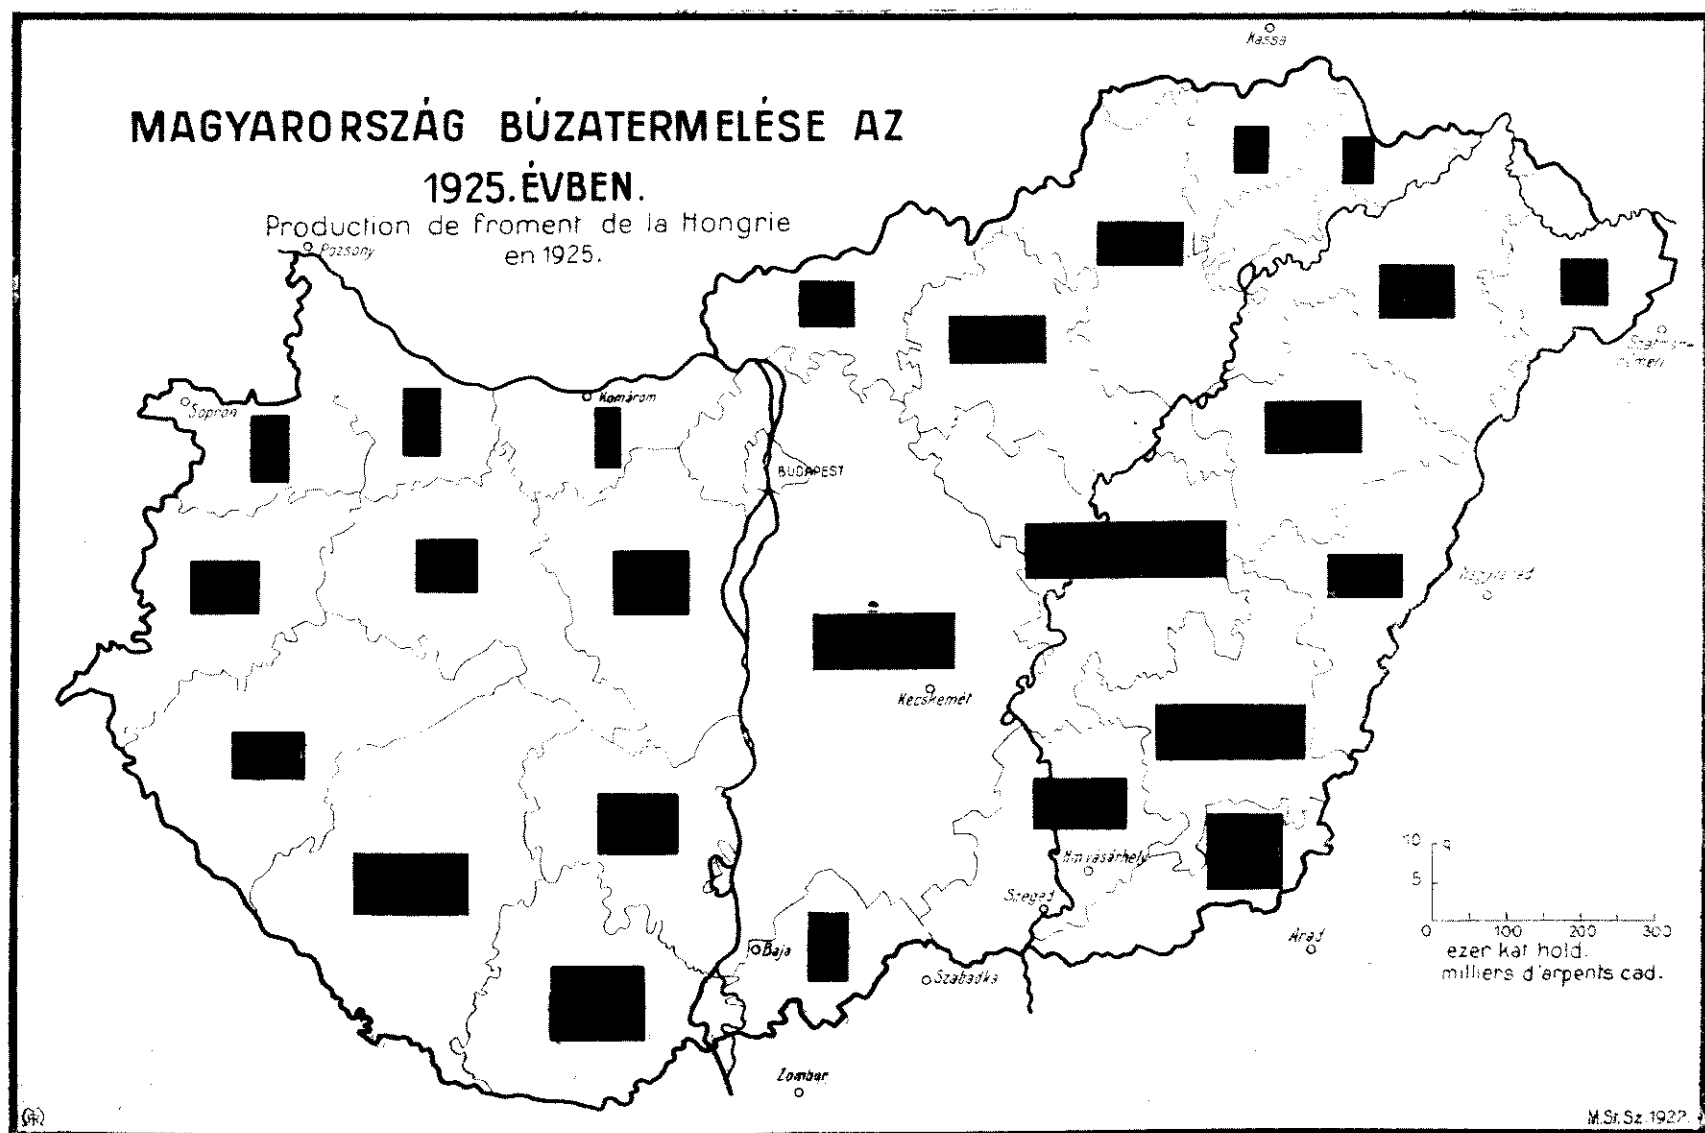 MAGYARORSZÁG BÚZATERMELÉSE AZ
1925. ÉVBEN.
Production de froment de la Hongrie
en 1925.
Kassa
Pozsony
Sopron
Komárom
BUDAPEST
Kecskemét
Hmvásárhely
Szeged
Baja
Szabadka
Arad
Zombor
10 q
5
0 100 200 300
ezer kat hold.
milliers d'arpents cad.
M.St.Sz. 1927.